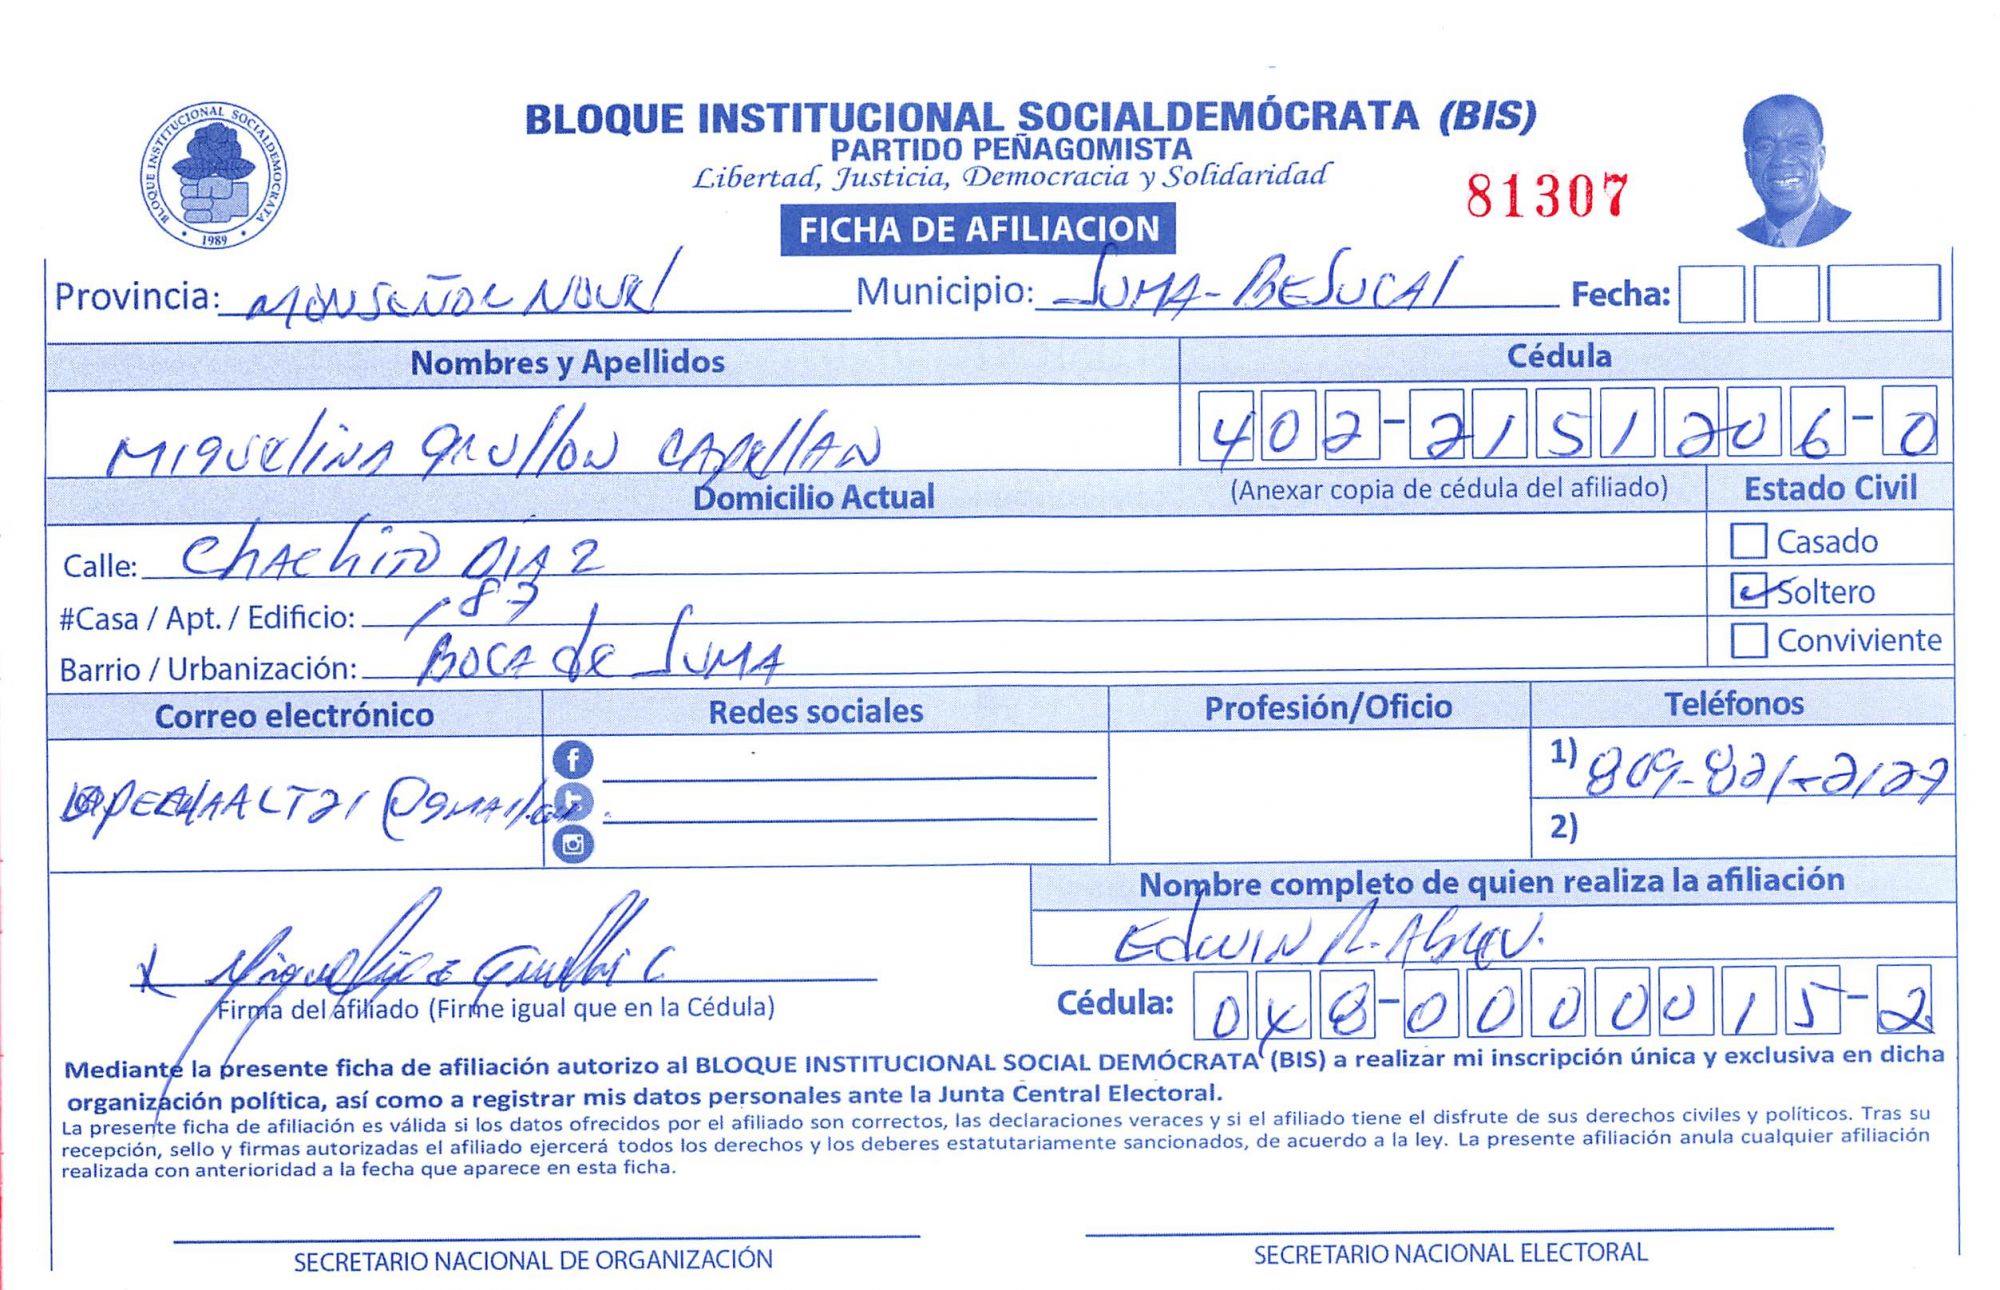 BLOQUE INSTITUCIONAL SOCIALDEMÓCRATA (BIS)
PARTIDO PEÑAGOMISTA
Libertad, Justicia, Democracia y Solidaridad
81307
FICHA DE AFILIACION
BLOQUE INSTITUCIONAL SOCIALDEMOCRATA
• 1989 •
Provincia: MONSEÑOR NOUEL Municipio: JUMA-BEJUCAL Fecha:
Nombres y Apellidos Cédula
MIQUELINA GRULLON CAPELLAN 402-2151206-0
Domicilio Actual (Anexar copia de cédula del afiliado) Estado Civil
Calle: CHACHITO DIAZ Casado
#Casa / Apt. / Edificio: 87 Soltero
Barrio / Urbanización: BOCA de JUMA Conviviente
Correo electrónico Redes sociales Profesión/Oficio Teléfonos
1) 809-821-2127
@gmail.com
2)
Nombre completo de quien realiza la afiliación
EDWIN R. Abreu.
Miguelina Grullon C
Firma del afiliado (Firme igual que en la Cédula) Cédula: 048-0000015-2
Mediante la presente ficha de afiliación autorizo al BLOQUE INSTITUCIONAL SOCIAL DEMÓCRATA (BIS) a realizar mi inscripción única y exclusiva en dicha
organización política, así como a registrar mis datos personales ante la Junta Central Electoral.
La presente ficha de afiliación es válida si los datos ofrecidos por el afiliado son correctos, las declaraciones veraces y si el afiliado tiene el disfrute de sus derechos civiles y políticos. Tras su
recepción, sello y firmas autorizadas el afiliado ejercerá todos los derechos y los deberes estatutariamente sancionados, de acuerdo a la ley. La presente afiliación anula cualquier afiliación
realizada con anterioridad a la fecha que aparece en esta ficha.
SECRETARIO NACIONAL DE ORGANIZACIÓN SECRETARIO NACIONAL ELECTORAL